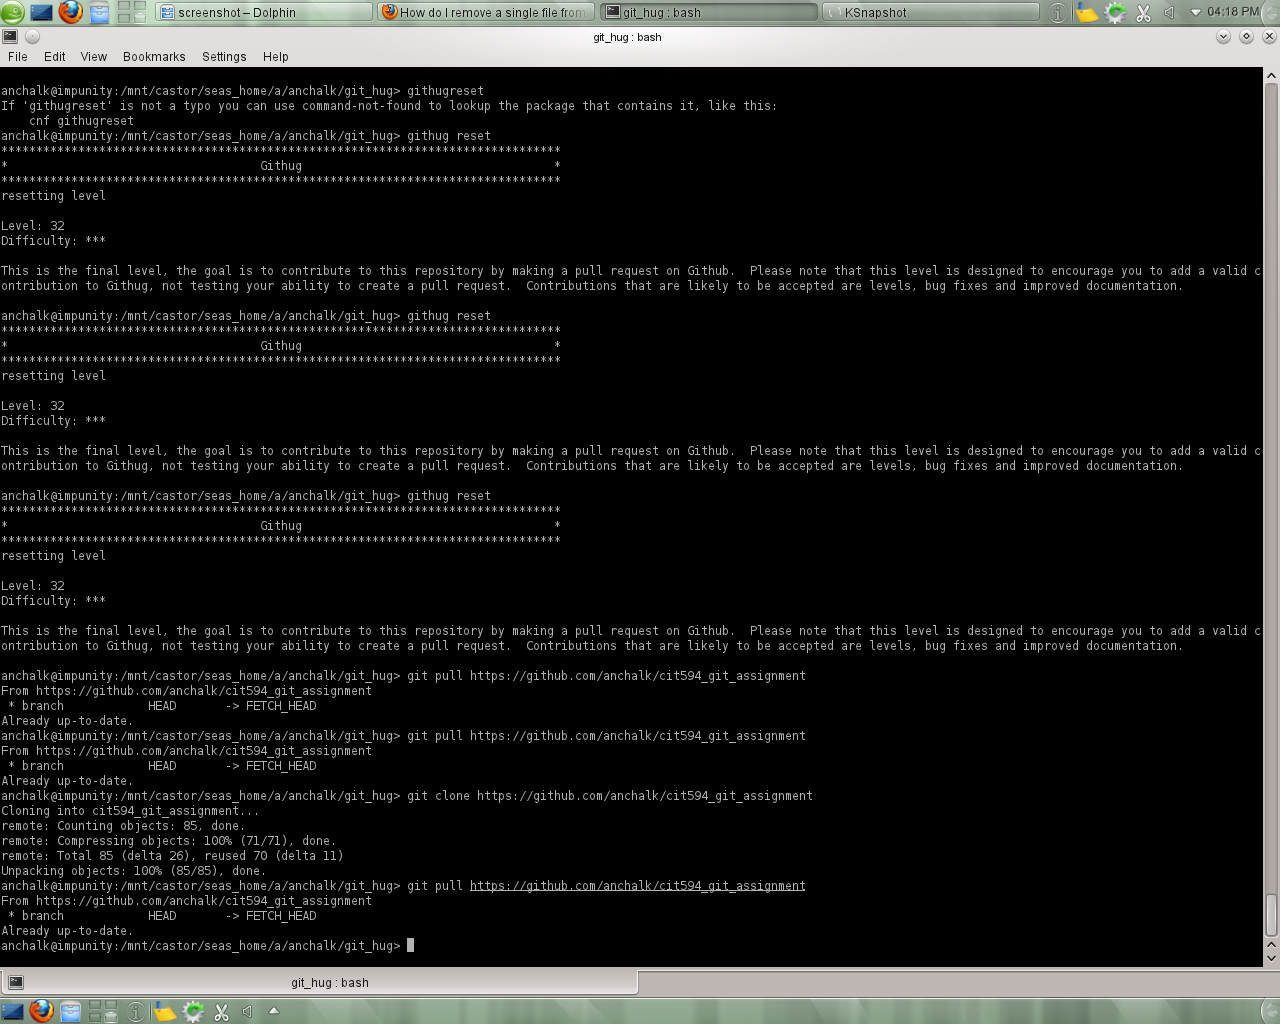 screenshot – Dolphin
How do I remove a single file from
git_hug : bash
KSnapshot
04:18 PM
git_hug : bash
File Edit View Bookmarks Settings Help
anchalk@impunity:/mnt/castor/seas_home/a/anchalk/git_hug> githugreset
If 'githugreset' is not a typo you can use command-not-found to lookup the package that contains it, like this:
    cnf githugreset
anchalk@impunity:/mnt/castor/seas_home/a/anchalk/git_hug> githug reset
********************************************************************************
*                                    Githug                                    *
********************************************************************************
resetting level
Level: 32
Difficulty: ***
This is the final level, the goal is to contribute to this repository by making a pull request on Github.  Please note that this level is designed to encourage you to add a valid c
ontribution to Githug, not testing your ability to create a pull request.  Contributions that are likely to be accepted are levels, bug fixes and improved documentation.
anchalk@impunity:/mnt/castor/seas_home/a/anchalk/git_hug> githug reset
********************************************************************************
*                                    Githug                                    *
********************************************************************************
resetting level
Level: 32
Difficulty: ***
This is the final level, the goal is to contribute to this repository by making a pull request on Github.  Please note that this level is designed to encourage you to add a valid c
ontribution to Githug, not testing your ability to create a pull request.  Contributions that are likely to be accepted are levels, bug fixes and improved documentation.
anchalk@impunity:/mnt/castor/seas_home/a/anchalk/git_hug> githug reset
********************************************************************************
*                                    Githug                                    *
********************************************************************************
resetting level
Level: 32
Difficulty: ***
This is the final level, the goal is to contribute to this repository by making a pull request on Github.  Please note that this level is designed to encourage you to add a valid c
ontribution to Githug, not testing your ability to create a pull request.  Contributions that are likely to be accepted are levels, bug fixes and improved documentation.
anchalk@impunity:/mnt/castor/seas_home/a/anchalk/git_hug> git pull https://github.com/anchalk/cit594_git_assignment
From https://github.com/anchalk/cit594_git_assignment
 * branch            HEAD       -> FETCH_HEAD
Already up-to-date.
anchalk@impunity:/mnt/castor/seas_home/a/anchalk/git_hug> git pull https://github.com/anchalk/cit594_git_assignment
From https://github.com/anchalk/cit594_git_assignment
 * branch            HEAD       -> FETCH_HEAD
Already up-to-date.
anchalk@impunity:/mnt/castor/seas_home/a/anchalk/git_hug> git clone https://github.com/anchalk/cit594_git_assignment
Cloning into cit594_git_assignment...
remote: Counting objects: 85, done.
remote: Compressing objects: 100% (71/71), done.
remote: Total 85 (delta 26), reused 70 (delta 11)
Unpacking objects: 100% (85/85), done.
anchalk@impunity:/mnt/castor/seas_home/a/anchalk/git_hug> git pull https://github.com/anchalk/cit594_git_assignment
From https://github.com/anchalk/cit594_git_assignment
 * branch            HEAD       -> FETCH_HEAD
Already up-to-date.
anchalk@impunity:/mnt/castor/seas_home/a/anchalk/git_hug>
git_hug : bash